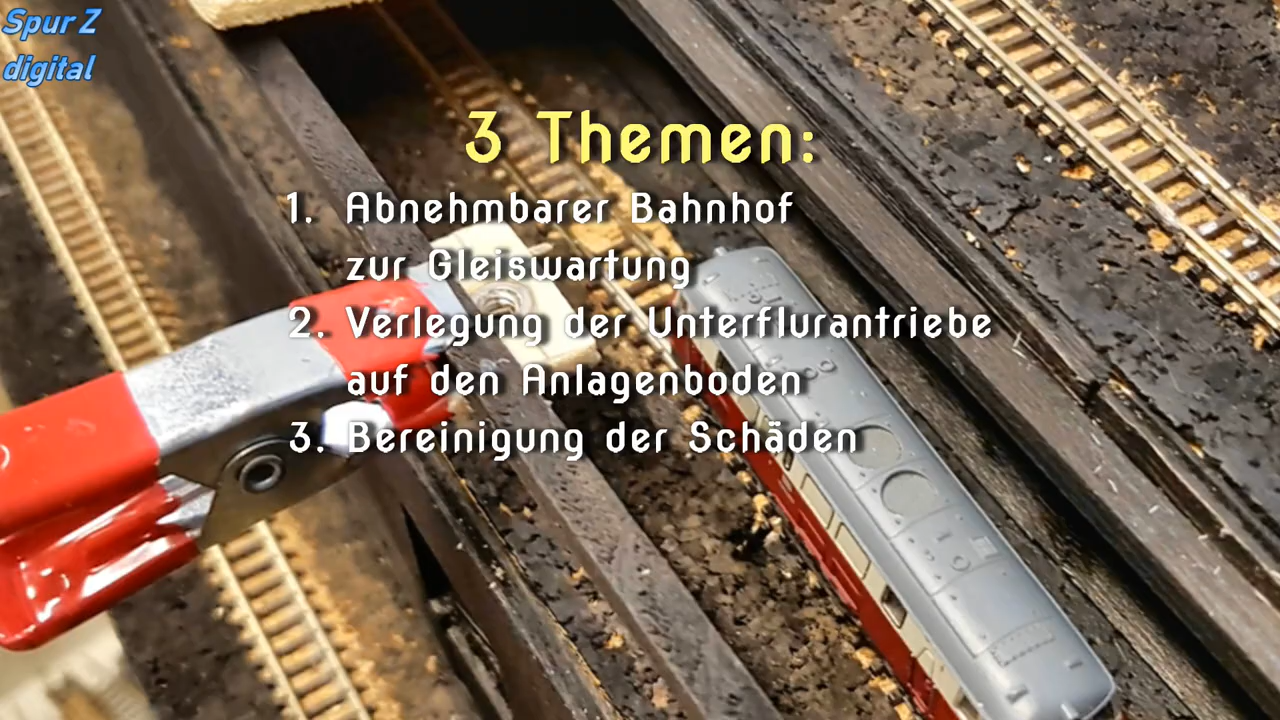 Spur Z
digital
3 Themen:
1. Abnehmbarer Bahnhof
zur Gleiswartung
2. Verlegung der Unterflurantriebe
auf den Anlagenboden
3. Bereinigung der Schäden